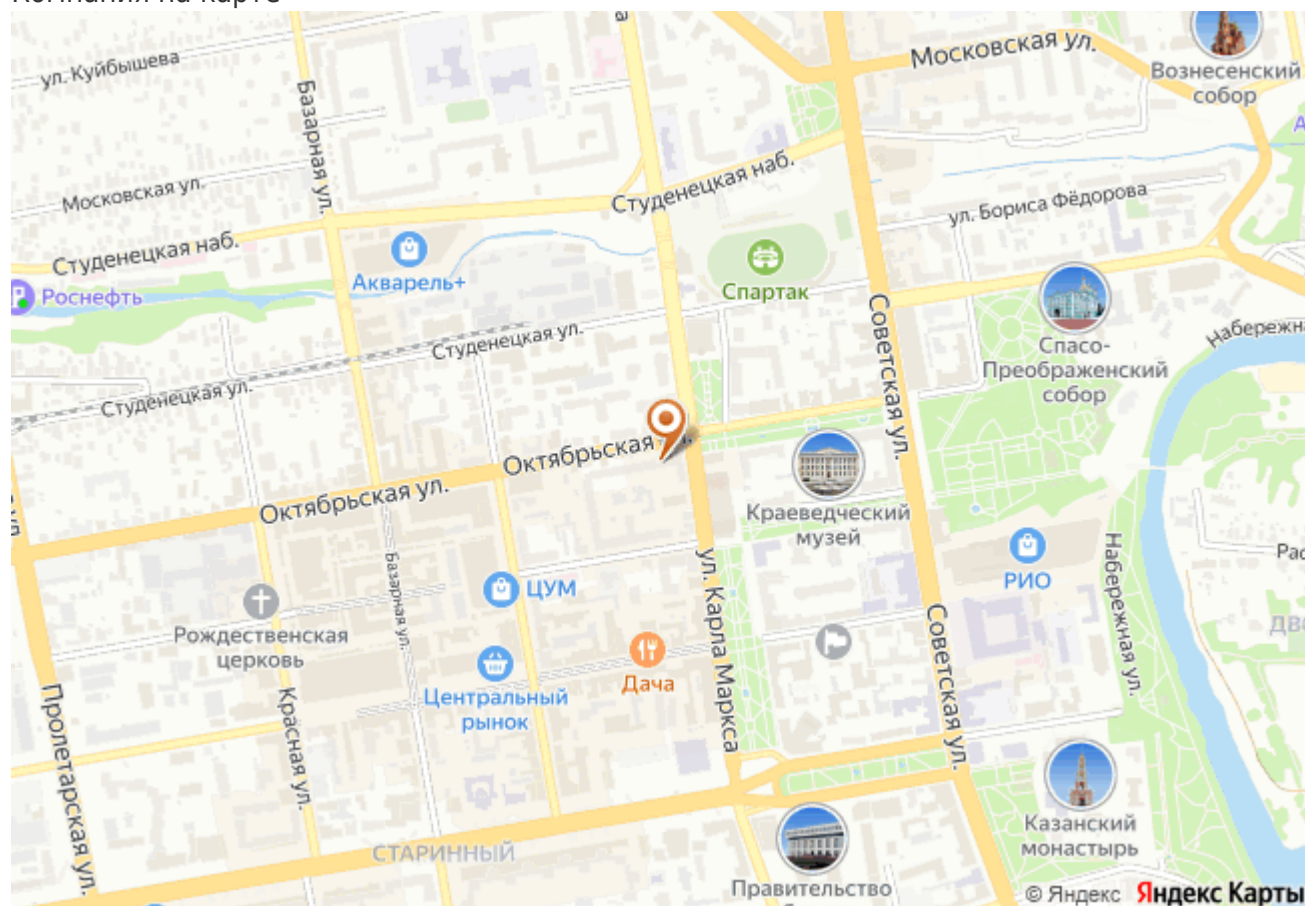 Компания на карте
Московская ул.
Вознесенский
собор
ул. Куйбышева
Базарная ул.
Московская ул.
Студенецкая наб.
ул. Бориса Фёдорова
Студенецкая наб.
Акварель+
Спартак
Роснефть
Студенецкая ул.
Советская ул.
Спасо-
Преображенский
собор
Студенецкая ул.
Октябрьская
Октябрьская ул.
Краеведческий
музей
РИО
Набережная ул.
Базарная ул.
ул. Карла Маркса
ЦУМ
Рождественская
церковь
Дача
Центральный
рынок
Советская ул.
Пролетарская ул.
Красная ул.
Казанский
монастырь
СТАРИННЫЙ
Правительство
© Яндекс Яндекс Карты